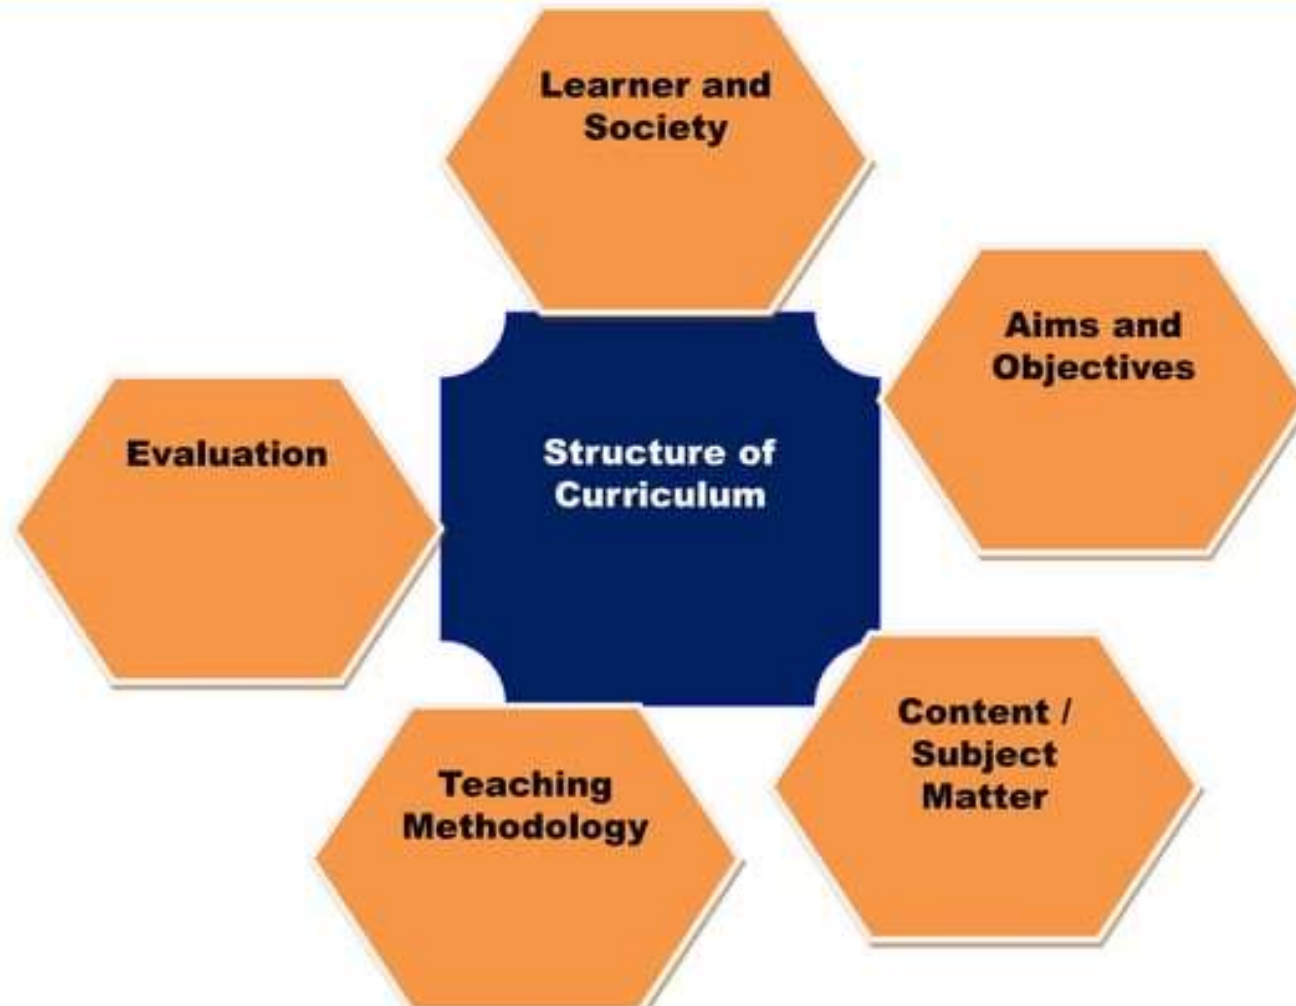 Learner and
Society
Aims and
Objectives
Evaluation
Structure of
Curriculum
Content /
Subject
Matter
Teaching
Methodology